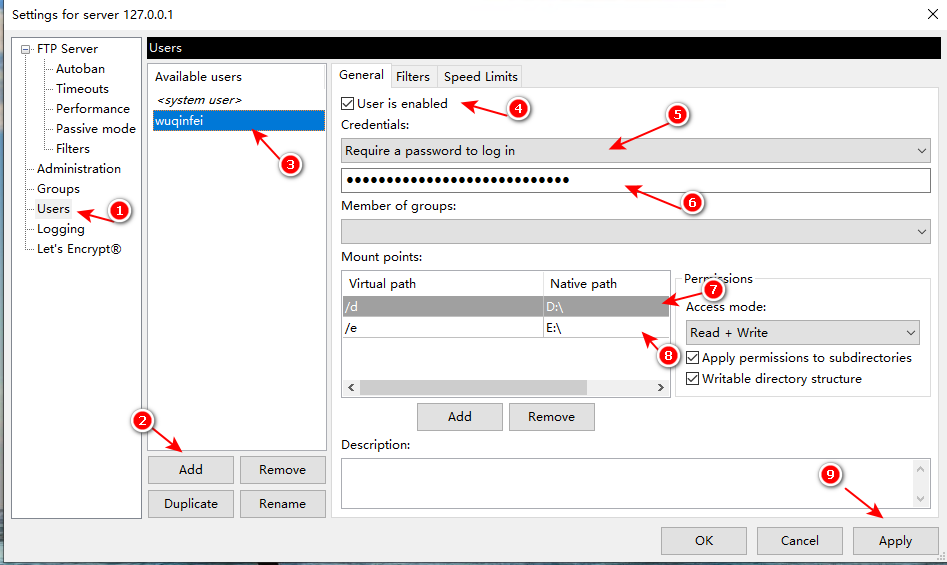 Settings for server 127.0.0.1
FTP Server
Autoban
Timeouts
Performance
Passive mode
Filters
Administration
Groups
Users
1
Logging
Let's Encrypt®
Users
Available users
<system user>
wuqinfei
3
2
Add
Remove
Duplicate
Rename
General
Filters
Speed Limits
User is enabled
4
Credentials:
5
Require a password to log in
6
Member of groups:
Mount points:
Virtual path
Native path
/d
D:\
7
/e
E:\
8
Add
Remove
Permissions
Access mode:
Read + Write
Apply permissions to subdirectories
Writable directory structure
Description:
9
OK
Cancel
Apply